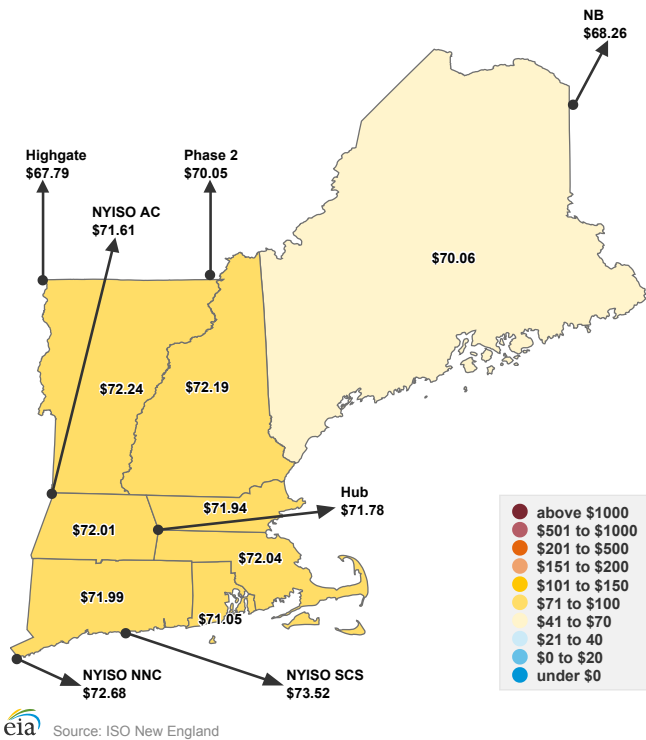 NB
$68.26
Highgate
$67.79
Phase 2
$70.05
NYISO AC
$71.61
$70.06
$72.24
$72.19
Hub
$71.78
$71.94
$72.01
$72.04
$71.99
$71.05
NYISO NNC
$72.68
NYISO SCS
$73.52
above $1000
$501 to $1000
$201 to $500
$151 to $200
$101 to $150
$71 to $100
$41 to $70
$21 to 40
$0 to $20
under $0
eia
Source: ISO New England